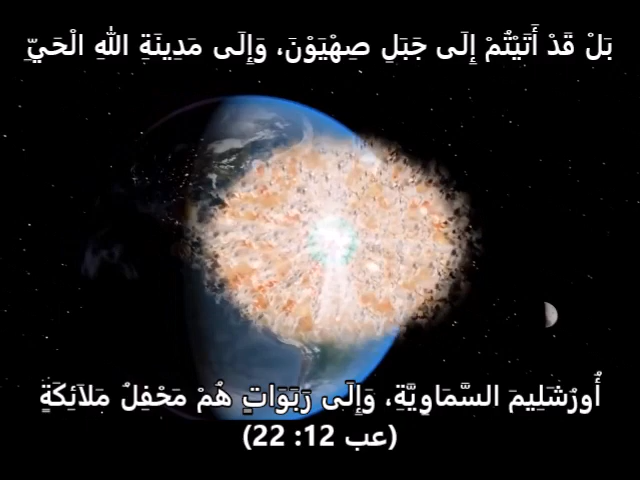 بَلْ قَدْ أَتَيْتُمْ إِلَى جَبَلِ صِهْيَوْنَ، وَإِلَى مَدِينَةِ اللهِ الْحَيِّ
أُورُشَلِيمَ السَّمَاوِيَّةِ، وَإِلَى رَبَوَاتٍ هُمْ مَحْفِلُ مَلاَئِكَةٍ
(عب 12: 22)